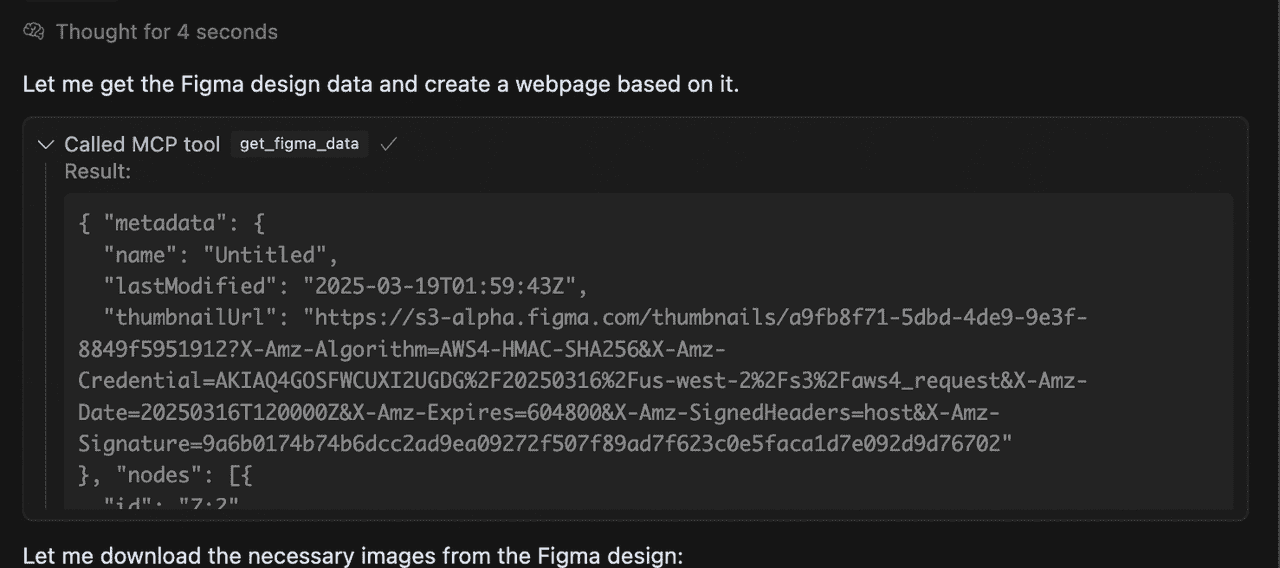 Thought for 4 seconds
Let me get the Figma design data and create a webpage based on it.
Called MCP tool get_figma_data
Result:
{ "metadata": {
"name": "Untitled",
"lastModified": "2025-03-19T01:59:43Z",
"thumbnailUrl": "https://s3-alpha.figma.com/thumbnails/a9fb8f71-5dbd-4de9-9e3f-
8849f5951912?X-Amz-Algorithm=AWS4-HMAC-SHA256&X-Amz-
Credential=AKIAQ4GOSFWCUXI2UGDG%2F20250316%2Fus-west-2%2Fs3%2Faws4_request&X-Amz-
Date=20250316T120000Z&X-Amz-Expires=604800&X-Amz-SignedHeaders=host&X-Amz-
Signature=9a6b0174b74b6dcc2ad9ea09272f507f89ad7f623c0e5faca1d7e092d9d76702"
}, "nodes": [{
"id": "7:2"
Let me download the necessary images from the Figma design: